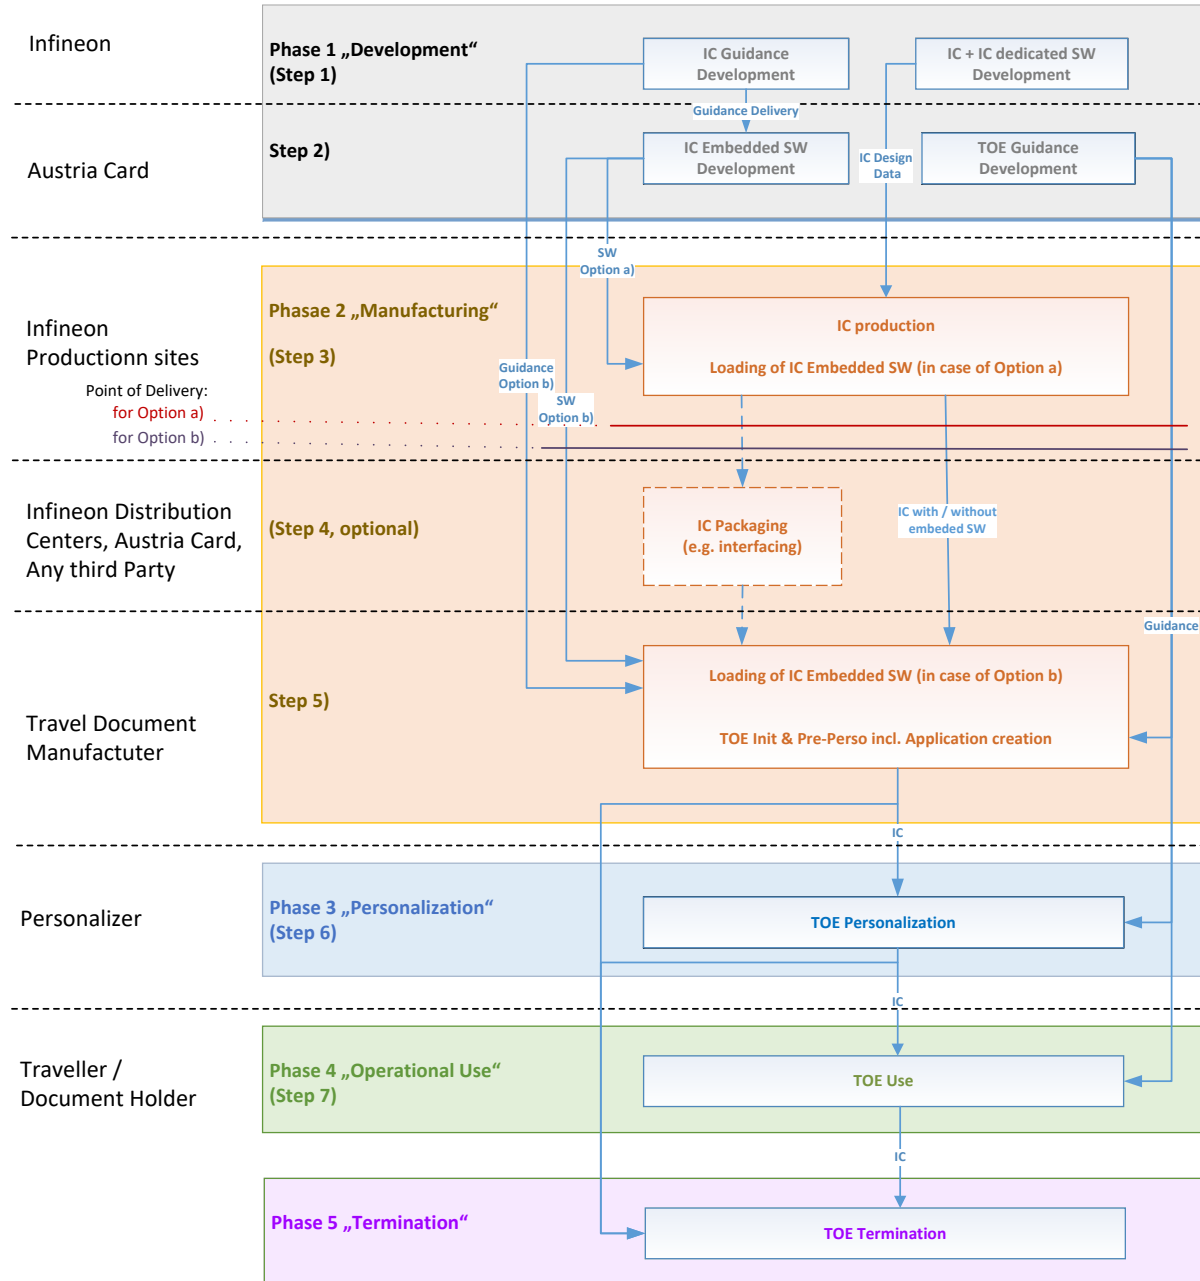 Infineon
Phase 1 „Development“
(Step 1)
IC Guidance
Development
IC + IC dedicated SW
Development
Guidance Delivery
Austria Card
Step 2)
IC Embedded SW
Development
IC Design
Data
TOE Guidance
Development
SW
Option a)
Infineon
Productionn sites
Phasae 2 „Manufacturing“
(Step 3)
IC production
Loading of IC Embedded SW (in case of Option a)
Guidance
Option b)
SW
Option b)
Point of Delivery:
for Option a)
for Option b)
Infineon Distribution
Centers, Austria Card,
Any third Party
(Step 4, optional)
IC Packaging
(e.g. interfacing)
IC with / without
embeded SW
Guidance
Travel Document
Manufactuter
Step 5)
Loading of IC Embedded SW (in case of Option b)
TOE Init & Pre-Perso incl. Application creation
IC
Personalizer
Phase 3 „Personalization“
(Step 6)
TOE Personalization
IC
Traveller /
Document Holder
Phase 4 „Operational Use“
(Step 7)
TOE Use
IC
Phase 5 „Termination“
TOE Termination